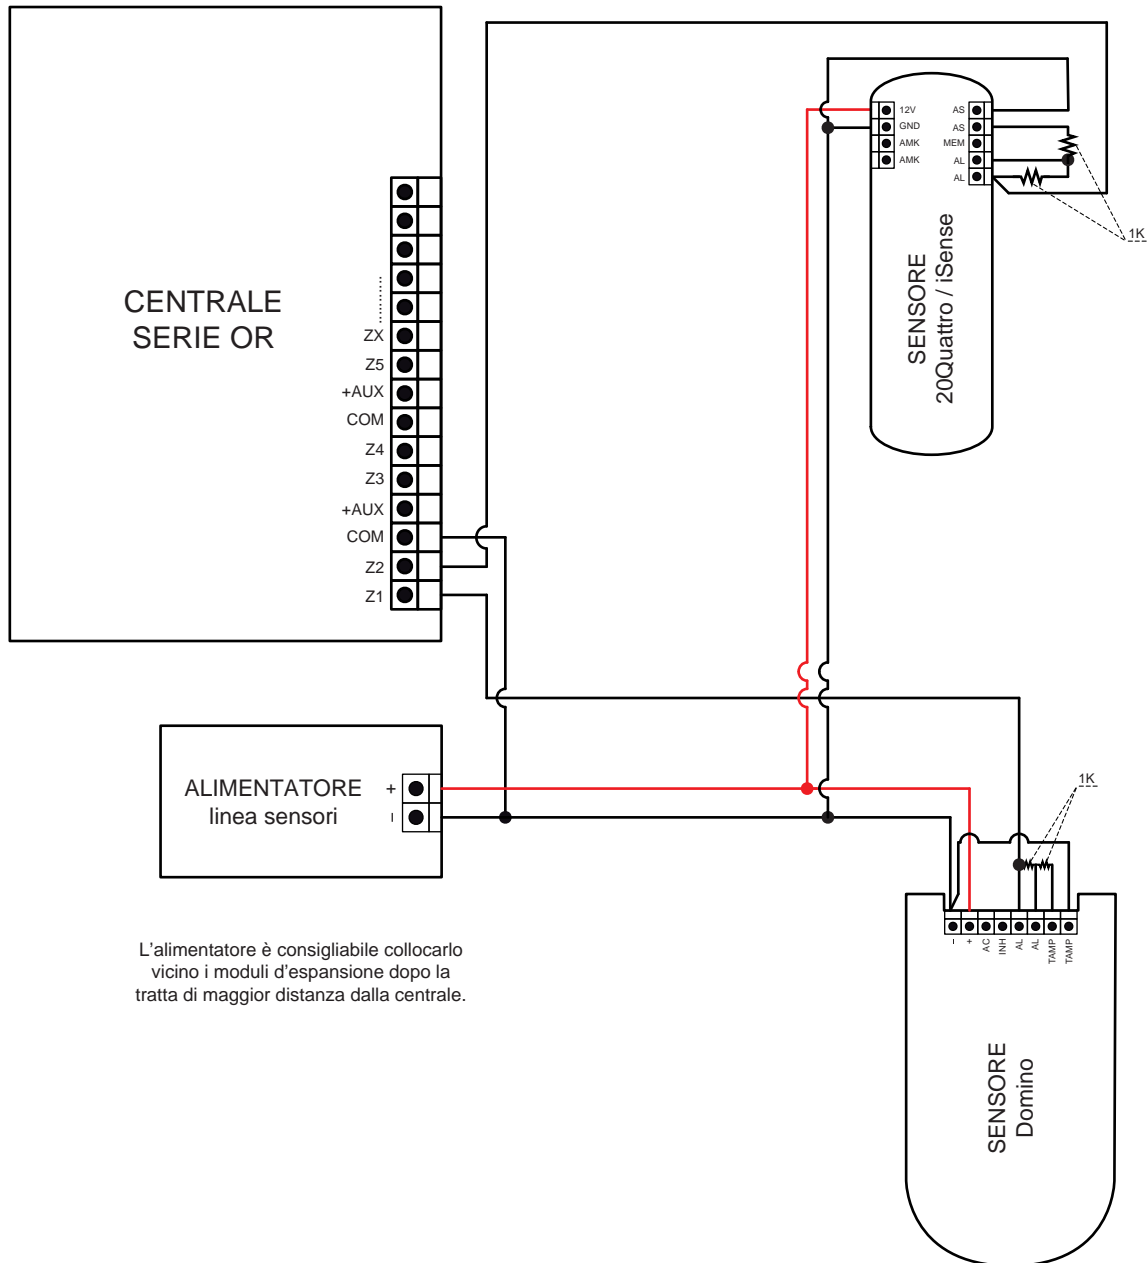 CENTRALE
SERIE OR
ZX
Z5
+AUX
COM
Z4
Z3
+AUX
COM
Z2
Z1
12V
GND
AMK
AMK
AS
AS
MEM
AL
AL
1K
SENSORE
20Quattro / iSense
ALIMENTATORE
linea sensori
+
–
L'alimentatore è consigliabile collocarlo
vicino i moduli d'espansione dopo la
tratta di maggior distanza dalla centrale.
1K
–
+
AC
INH
AL
AL
TAMP
TAMP
SENSORE
Domino